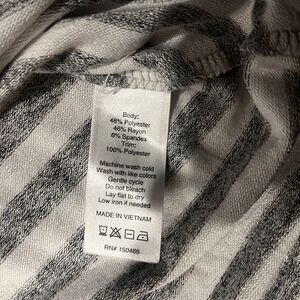 Body:
48% Polyester
46% Rayon
6% Spandex
Trim:
100% Polyester
Machine wash cold
Wash with like colors
Gentle cycle
Do not bleach
Lay flat to dry
Low iron if needed
MADE IN VIETNAM
RN# 150486